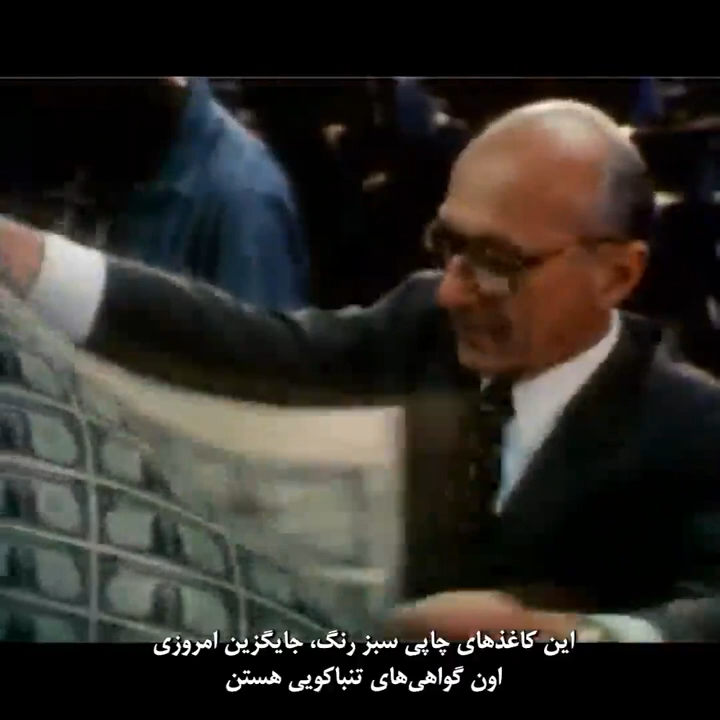 این کاغذهای چاپی سبز رنگ، جایگزین امروزی
اون گواهی‌های تنباکویی هستن